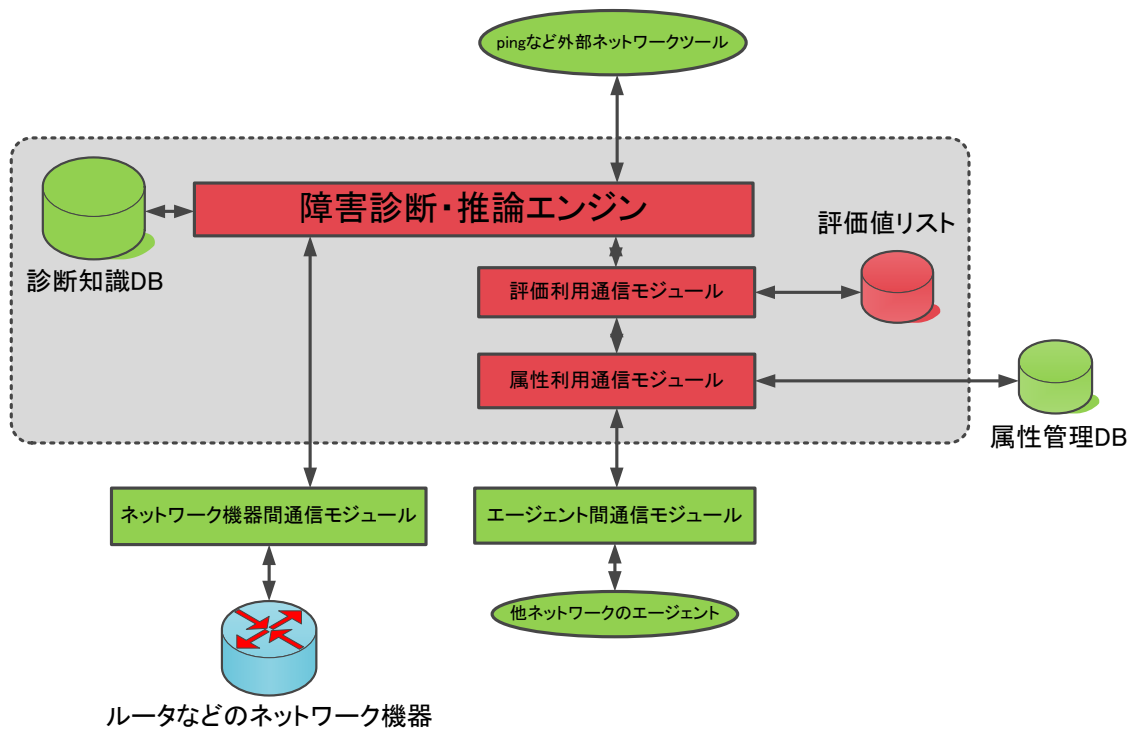 pingなど外部ネットワークツール
障害診断・推論エンジン
診断知識DB
評価値リスト
評価利用通信モジュール
属性利用通信モジュール
属性管理DB
ネットワーク機器間通信モジュール
エージェント間通信モジュール
他ネットワークのエージェント
ルータなどのネットワーク機器